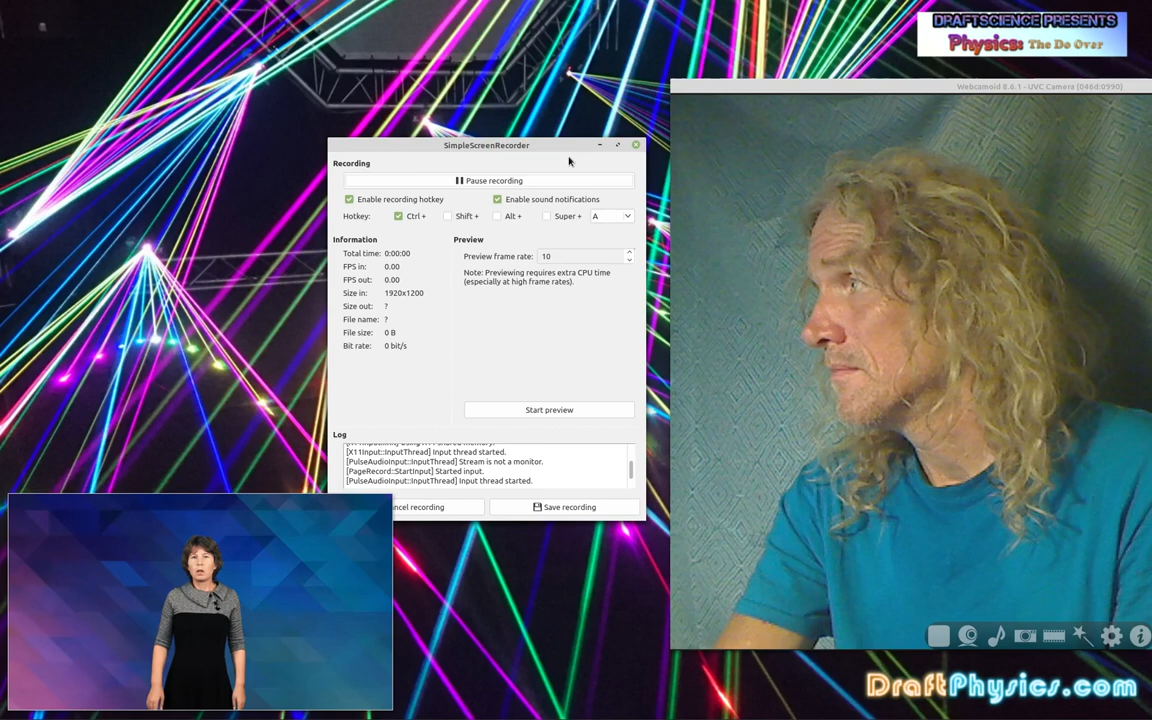 DRAFTSCIENCE PRESENTS
Physics: The Do Over
Webcamoid 8.6.1 - UVC Camera (046d:0990)
SimpleScreenRecorder
Recording
Pause recording
Enable recording hotkey Enable sound notifications
Hotkey: Ctrl + Shift + Alt + Super + A
Information
Total time: 0:00:00
FPS in: 0.00
FPS out: 0.00
Size in: 1920x1200
Size out: ?
File name: ?
File size: 0 B
Bit rate: 0 bit/s
Preview
Preview frame rate: 10
Note: Previewing requires extra CPU time
(especially at high frame rates).
Start preview
Log
[X11Input::InputThread] Input thread started.
[PulseAudioInput::InputThread] Stream is not a monitor.
[PageRecord::StartInput] Started input.
[PulseAudioInput::InputThread] Input thread started.
recording Save recording
DraftPhysics.com